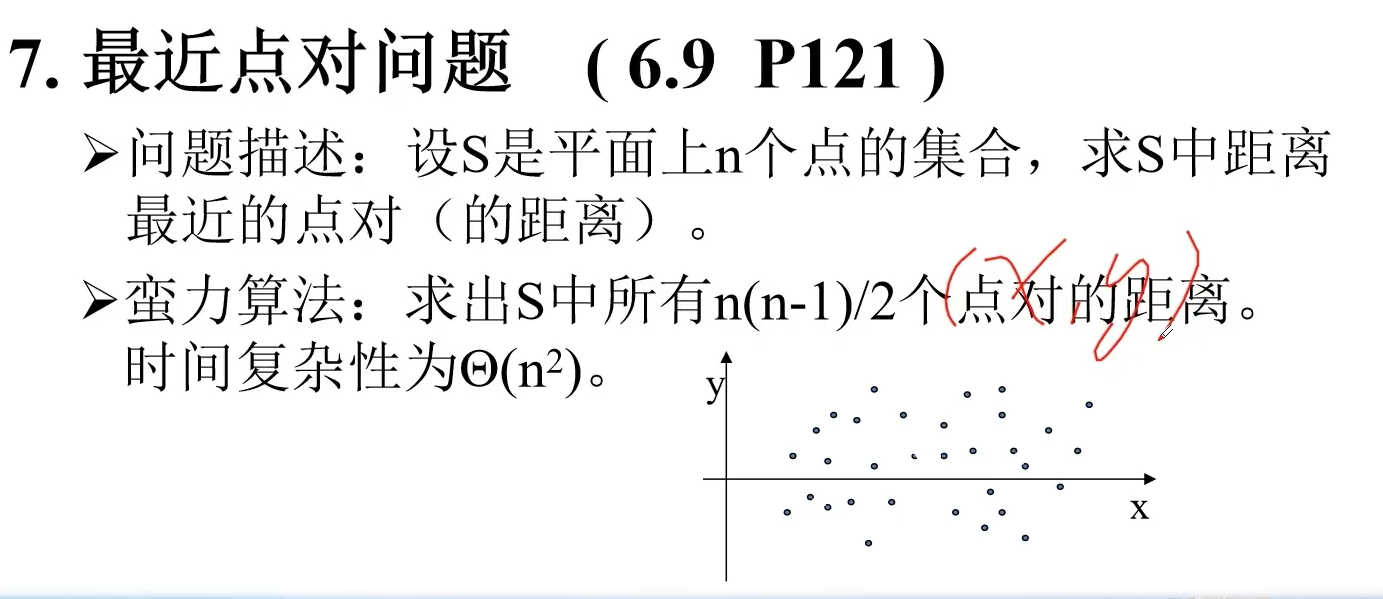 7. 最近点对问题 ( 6.9 P121 )
➢问题描述：设S是平面上n个点的集合，求S中距离
最近的点对（的距离）。
➢蛮力算法：求出S中所有n(n-1)/2个点对的距离。
(x,y)
时间复杂性为Θ(n²)。
y
x